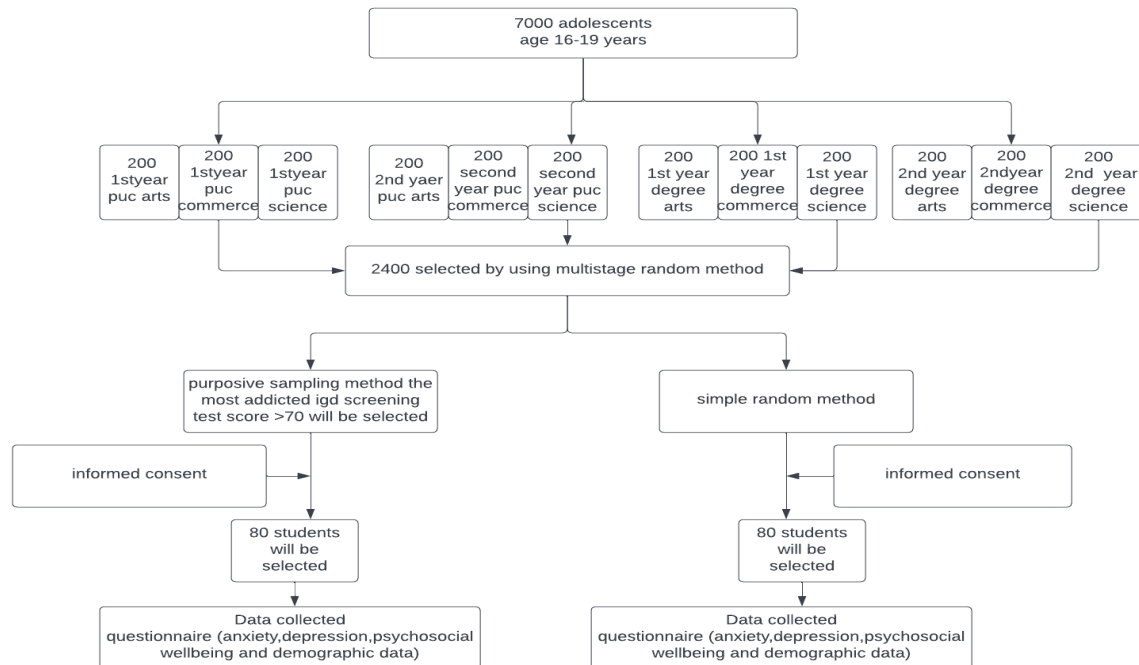 7000 adolescents
age 16-19 years
200
1styear
puc arts
200
1styear
puc
commerce
200
1styear
puc
science
200
2nd yaer
puc arts
200
second
year puc
commerce
200
second
year puc
science
200
1st year
degree
arts
200 1st
year
degree
commerce
200
1st year
degree
science
200
2nd year
degree
arts
200
2ndyear
degree
commerce
200
2nd year
degree
science
2400 selected by using multistage random method
purposive sampling method the
most addicted igd screening
test score >70 will be selected
simple random method
informed consent
informed consent
80 students
will be
selected
80 students
will be
selected
Data collected
questionnaire (anxiety,depression,psychosocial
wellbeing and demographic data)
Data collected
questionnaire (anxiety,depression,psychosocial
wellbeing and demographic data)